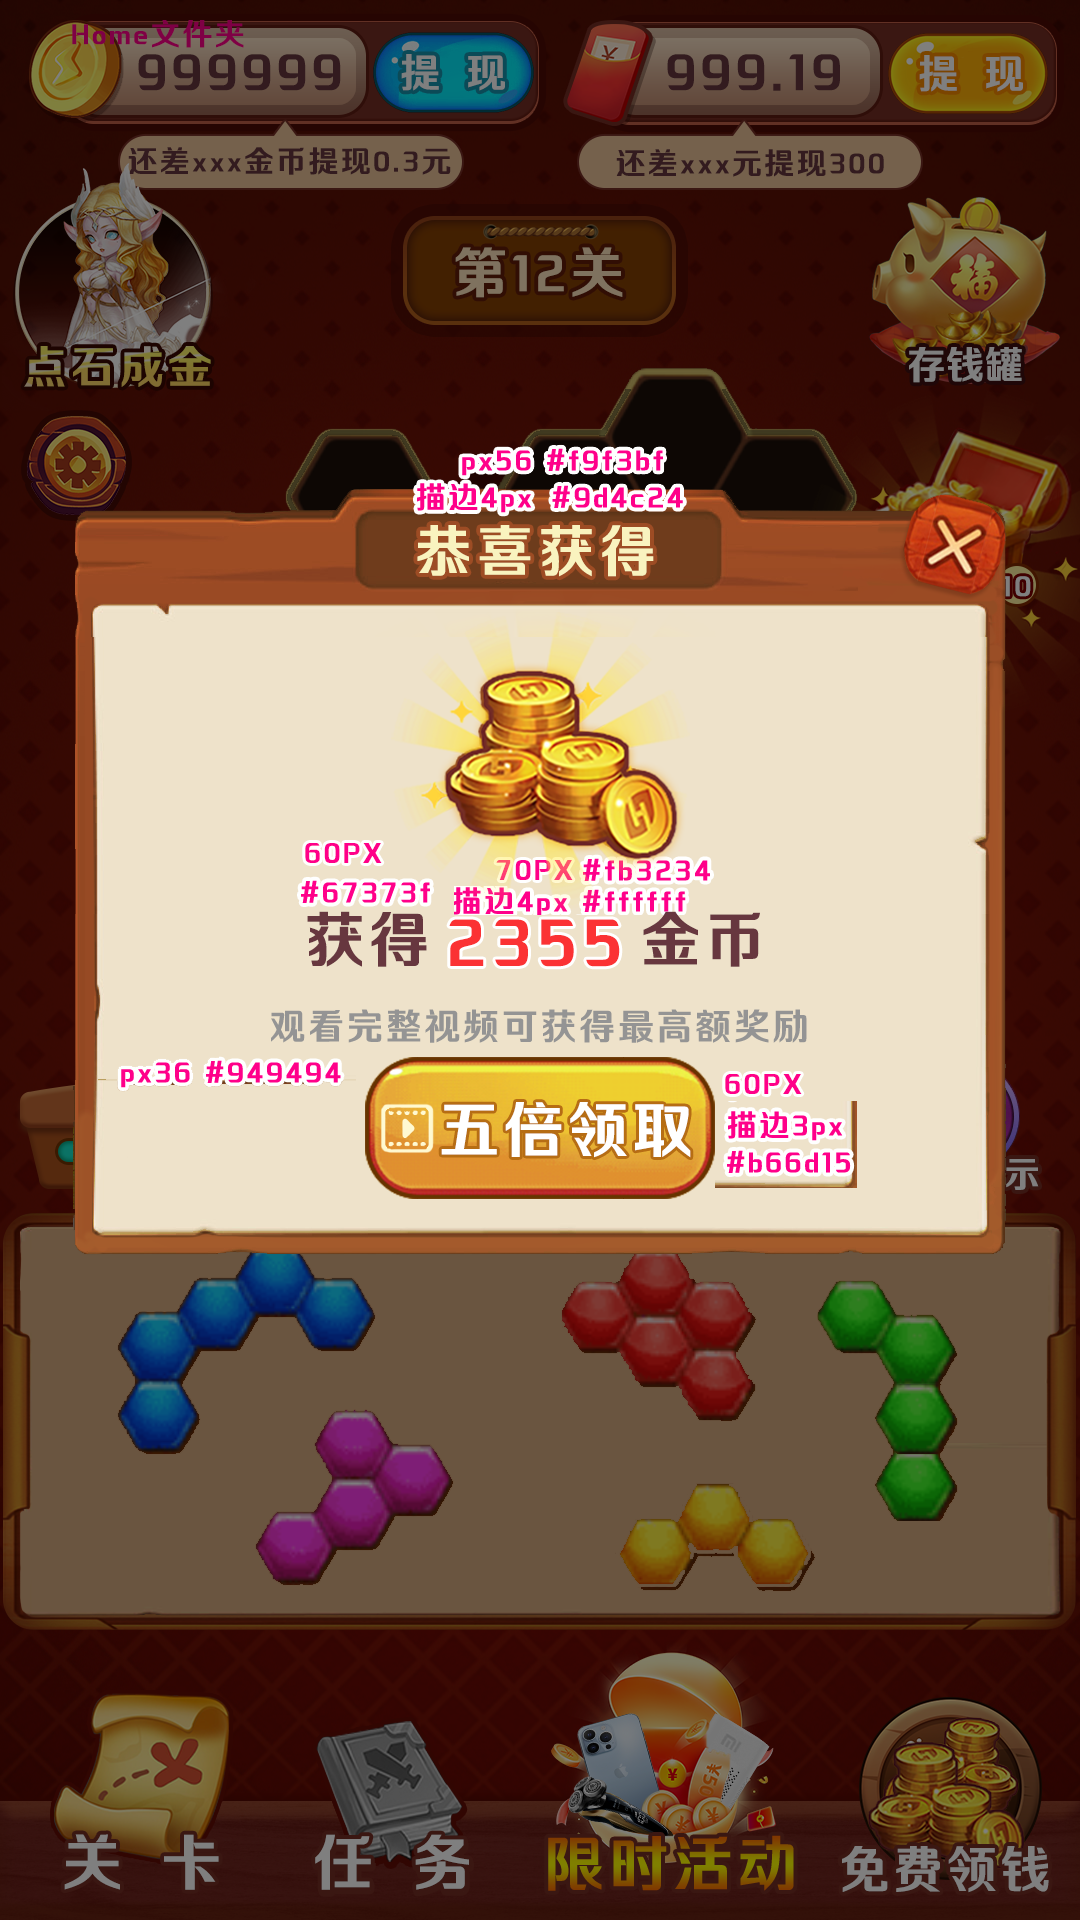 Home文件夹
999999
提 现
999.19
提 现
还差xxx金币提现0.3元
还差xxx元提现300
第12关
福
点石成金
存钱罐
px56 #f9f3bf
描边4px #9d4c24
恭喜获得
10
60PX
#67373f
70PX #fb3234
描边4px #ffffff
获得 2355 金币
观看完整视频可获得最高额奖励
px36 #949494
五倍领取
60PX
描边3px
#b66d15
示
关 卡
任 务
限时活动
免费领钱